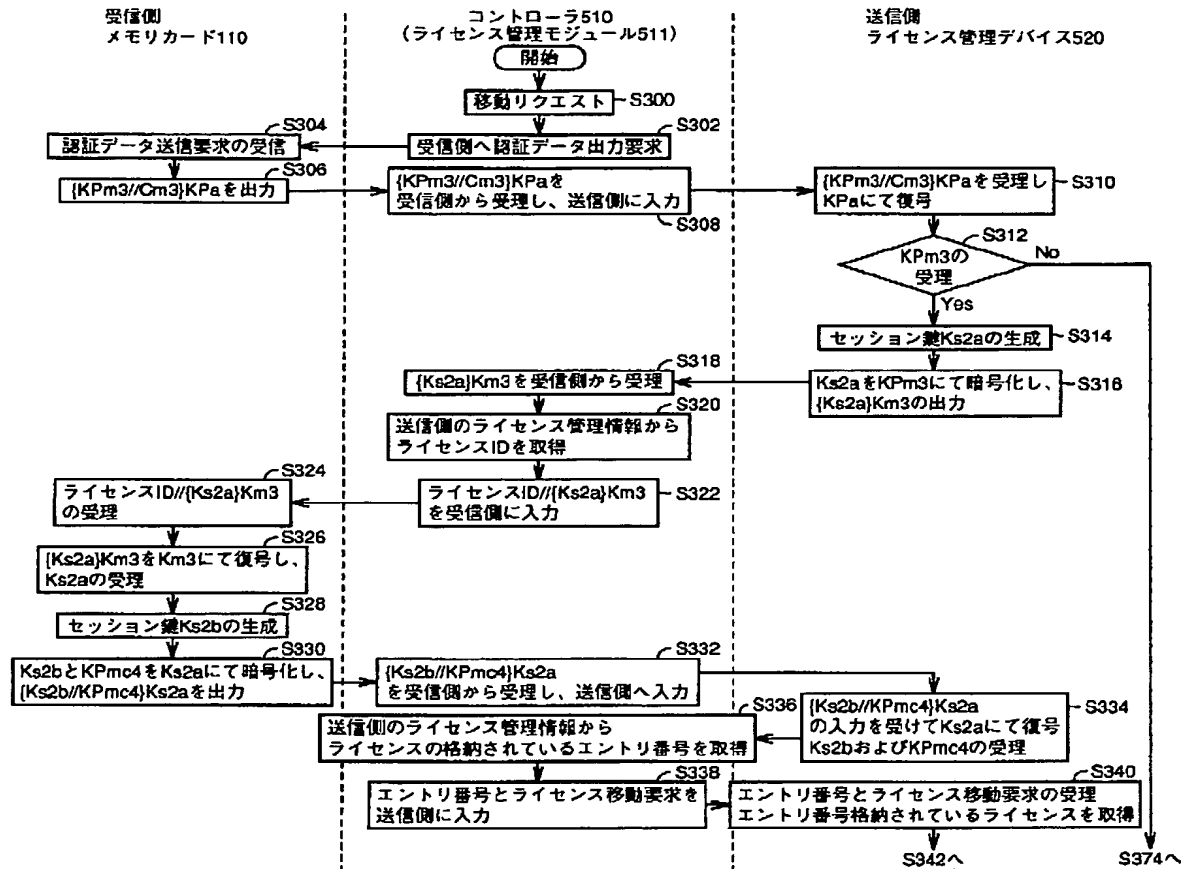 受信側
メモリカード110
コントローラ510
(ライセンス管理モジュール511)
送信側
ライセンス管理デバイス520
開始
移動リクエスト
S300
S302
受信側へ認証データ出力要求
S304
認証データ送信要求の受信
S306
{KPm3//Cm3}KPaを出力
{KPm3//Cm3}KPaを
受信側から受理し、送信側に入力
S308
{KPm3//Cm3}KPaを受理し
KPaにて復号
S310
S312
KPm3の
受理
No
Yes
セッション鍵Ks2aの生成
S314
Ks2aをKPm3にて暗号化し、
{Ks2a}Km3の出力
S316
S318
{Ks2a}Km3を受信側から受理
S320
送信側のライセンス管理情報から
ライセンスIDを取得
ライセンスID//{Ks2a}Km3
を受信側に入力
S322
S324
ライセンスID//{Ks2a}Km3
の受理
S326
{Ks2a}Km3をKm3にて復号し、
Ks2aの受理
S328
セッション鍵Ks2bの生成
S330
Ks2bとKPmc4をKs2aにて暗号化し、
{Ks2b//KPmc4}Ks2aを出力
S332
{Ks2b//KPmc4}Ks2a
を受信側から受理し、送信側へ入力
{Ks2b//KPmc4}Ks2a
の入力を受けてKs2aにて復号
Ks2bおよびKPmc4の受理
S334
S336
送信側のライセンス管理情報から
ライセンスの格納されているエントリ番号を取得
S338
エントリ番号とライセンス移動要求を
送信側に入力
S340
エントリ番号とライセンス移動要求の受理
エントリ番号格納されているライセンスを取得
S342へ
S374へ